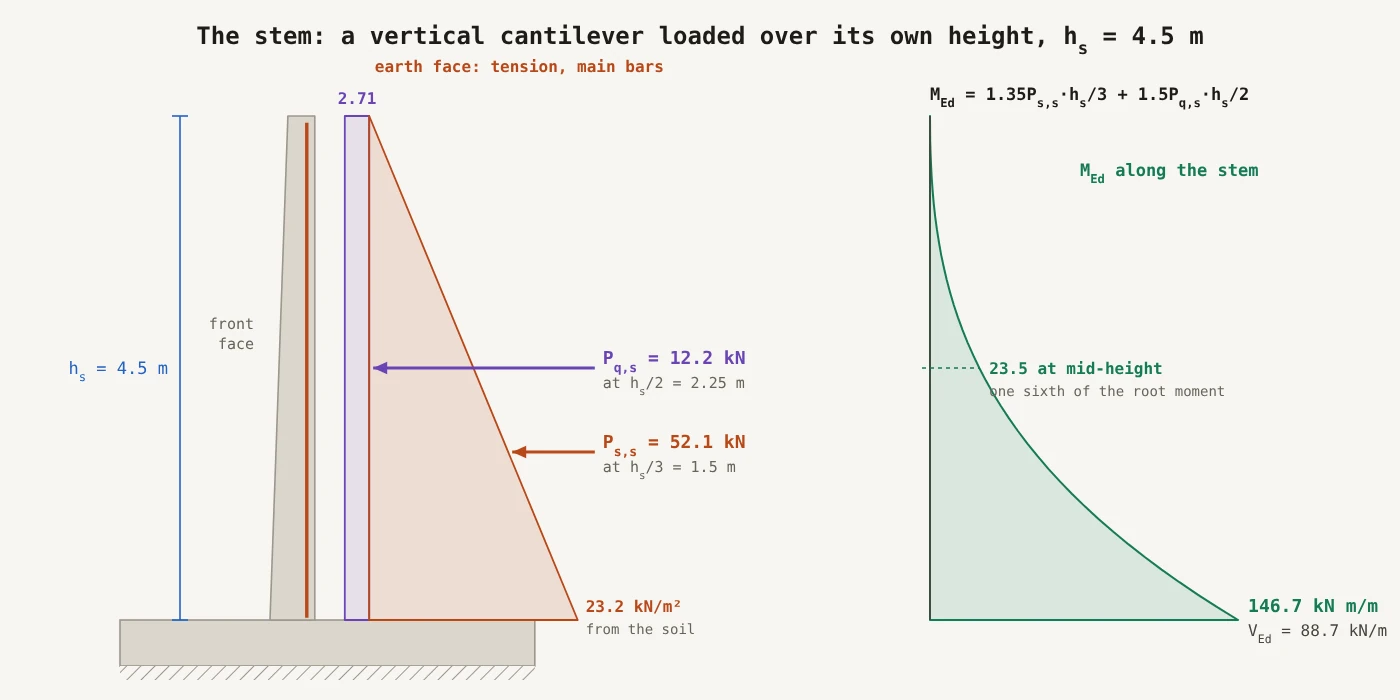 The stem: a vertical cantilever loaded over its own height, hs = 4.5 m
earth face: tension, main bars
2.71
front
face
hs = 4.5 m
Pq,s = 12.2 kN
at hs/2 = 2.25 m
Ps,s = 52.1 kN
at hs/3 = 1.5 m
23.2 kN/m²
from the soil
MEd = 1.35Ps,s·hs/3 + 1.5Pq,s·hs/2
MEd along the stem
23.5 at mid-height
one sixth of the root moment
146.7 kN m/m
VEd = 88.7 kN/m